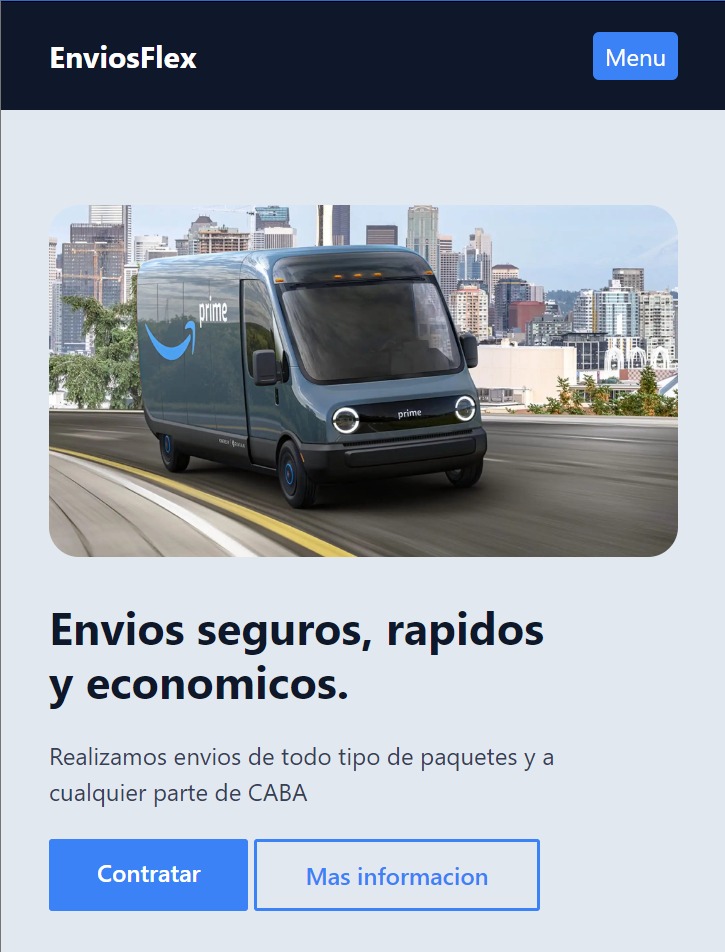 EnviosFlex
Menu
prime
prime
Envios seguros, rapidos
y economicos.
Realizamos envios de todo tipo de paquetes y a
cualquier parte de CABA
Contratar
Mas informacion